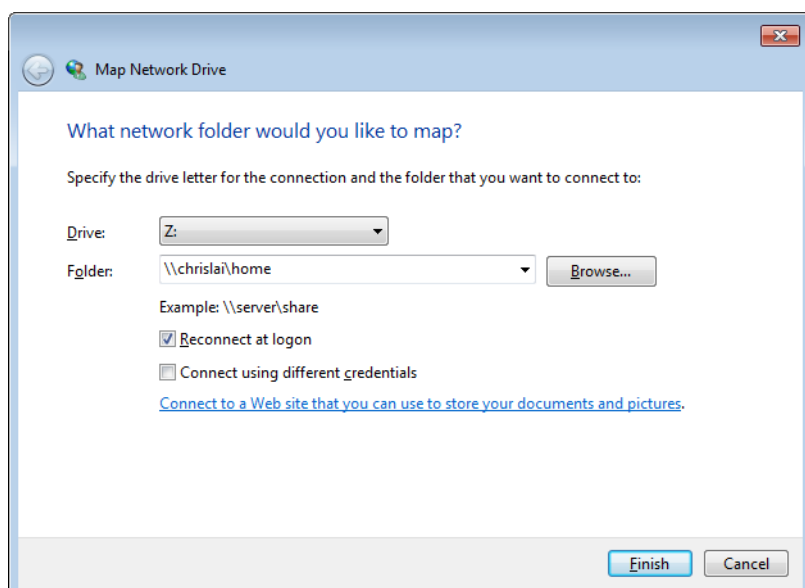 Map Network Drive
What network folder would you like to map?
Specify the drive letter for the connection and the folder that you want to connect to:
Drive: Z:
Folder: \\chrislai\home Browse...
Example: \\server\share
Reconnect at logon
Connect using different credentials
Connect to a Web site that you can use to store your documents and pictures.
Finish Cancel